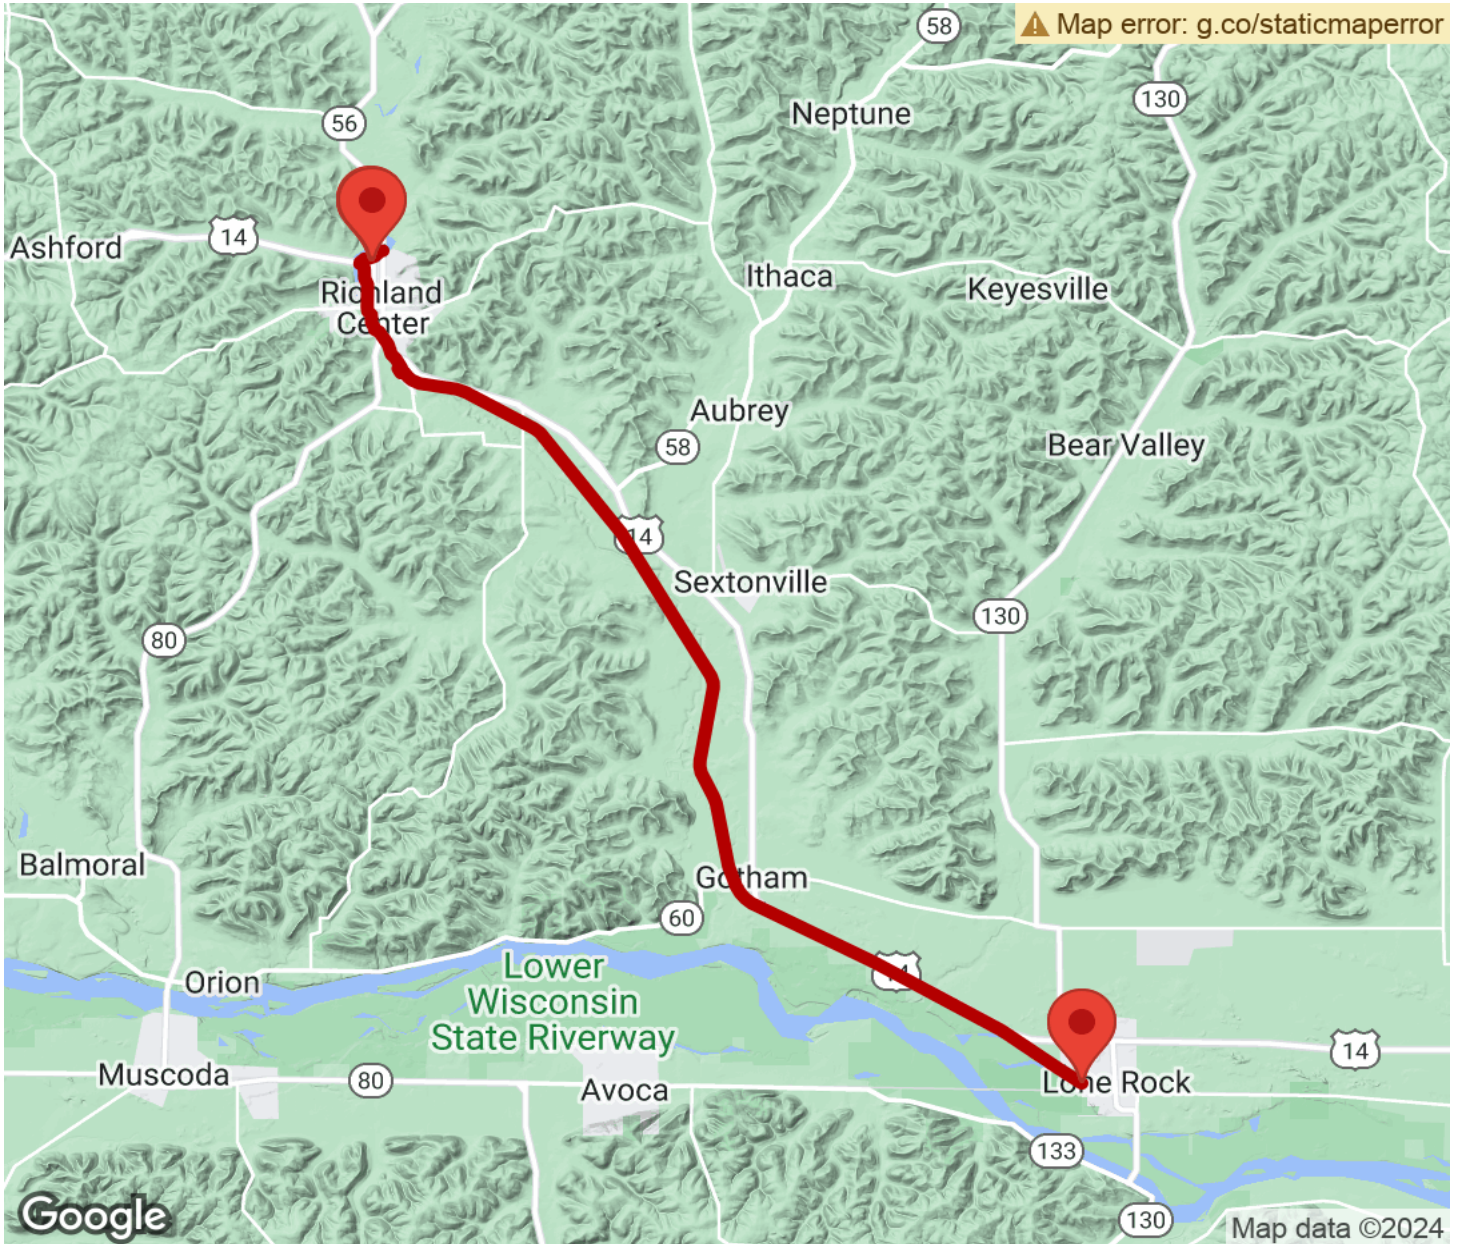 58
Map error: g.co/staticmaperror
130
Neptune
56
14
Ashford
Ithaca
Keyesville
Richland
Center
Aubrey
58
Bear Valley
14
Sextonville
130
80
Balmoral
Gotham
60
Lower
Wisconsin
State Riverway
14
Orion
Muscoda
80
Avoca
Lone Rock
14
133
130
Google
Map data ©2024